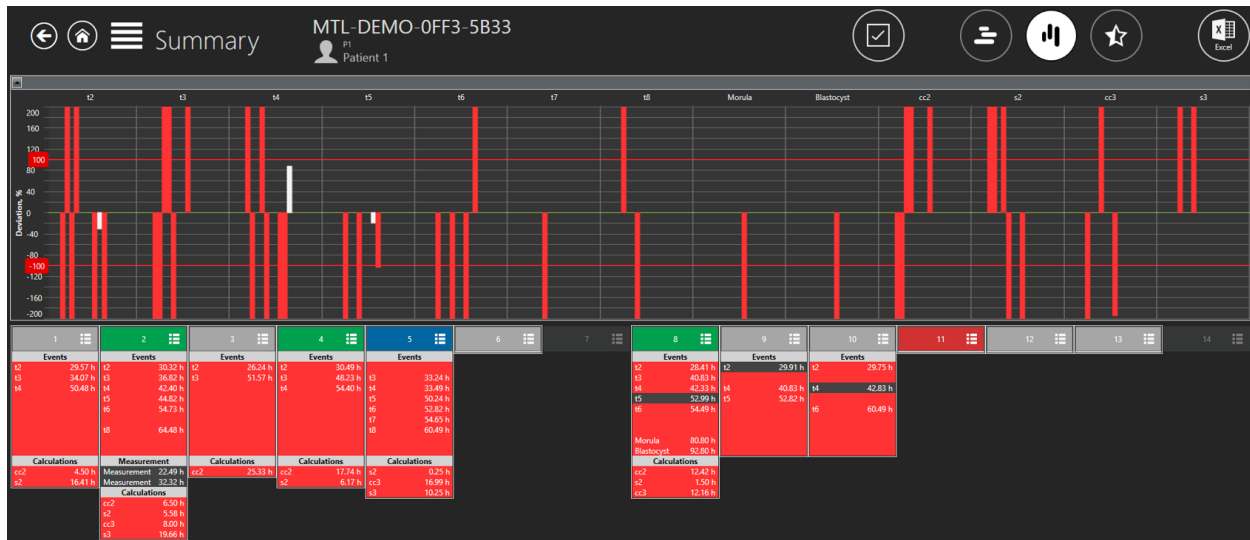 Summary
MTL-DEMO-0FF3-5B33
P1
Patient 1
Excel
t2 t3 t4 t5 t6 t7 t8 Morula Blastocyst cc2 s2 cc3 s3
Deviation, %
200
160
120
100
80
40
0
-40
-80
-100
-120
-160
-200
1 2 3 4 5 6 7 8 9 10 11 12 13 14
Events
t2 29.57 h
t3 34.07 h
t4 50.48 h
Calculations
cc2 4.50 h
s2 16.41 h
Events
t2 30.32 h
t3 36.82 h
t4 42.40 h
t5 44.82 h
t6 54.73 h
t8 64.48 h
Measurement
Measurement 22.49 h
Measurement 32.32 h
Calculations
cc2 6.50 h
s2 5.58 h
cc3 8.00 h
s3 19.66 h
Events
t2 26.24 h
t3 51.57 h
Calculations
cc2 25.33 h
Events
t2 30.49 h
t3 48.23 h
t4 54.40 h
Calculations
cc2 17.74 h
s2 6.17 h
Events
t3 33.24 h
t4 33.49 h
t5 50.24 h
t6 52.82 h
t7 54.65 h
t8 60.49 h
Calculations
s2 0.25 h
cc3 16.99 h
s3 10.25 h
Events
t2 28.41 h
t3 40.83 h
t4 42.33 h
t5 52.99 h
t6 54.49 h
Morula 80.80 h
Blastocyst 92.80 h
Calculations
cc2 12.42 h
s2 1.50 h
cc3 12.16 h
Events
t2 29.91 h
t4 40.83 h
t5 52.82 h
Events
t2 29.75 h
t4 42.83 h
t6 60.49 h